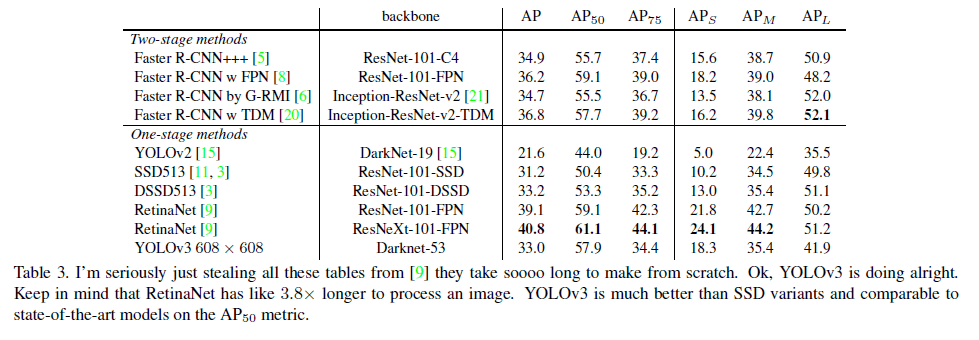 backbone AP AP50 AP75 APS APM APL
Two-stage methods
Faster R-CNN+++ [5] ResNet-101-C4 34.9 55.7 37.4 15.6 38.7 50.9
Faster R-CNN w FPN [8] ResNet-101-FPN 36.2 59.1 39.0 18.2 39.0 48.2
Faster R-CNN by G-RMI [6] Inception-ResNet-v2 [21] 34.7 55.5 36.7 13.5 38.1 52.0
Faster R-CNN w TDM [20] Inception-ResNet-v2-TDM 36.8 57.7 39.2 16.2 39.8 52.1
One-stage methods
YOLOv2 [15] DarkNet-19 [15] 21.6 44.0 19.2 5.0 22.4 35.5
SSD513 [11, 3] ResNet-101-SSD 31.2 50.4 33.3 10.2 34.5 49.8
DSSD513 [3] ResNet-101-DSSD 33.2 53.3 35.2 13.0 35.4 51.1
RetinaNet [9] ResNet-101-FPN 39.1 59.1 42.3 21.8 42.7 50.2
RetinaNet [9] ResNeXt-101-FPN 40.8 61.1 44.1 24.1 44.2 51.2
YOLOv3 608 × 608 Darknet-53 33.0 57.9 34.4 18.3 35.4 41.9
Table 3. I'm seriously just stealing all these tables from [9] they take soooo long to make from scratch. Ok, YOLOv3 is doing alright.
Keep in mind that RetinaNet has like 3.8× longer to process an image. YOLOv3 is much better than SSD variants and comparable to
state-of-the-art models on the AP50 metric.